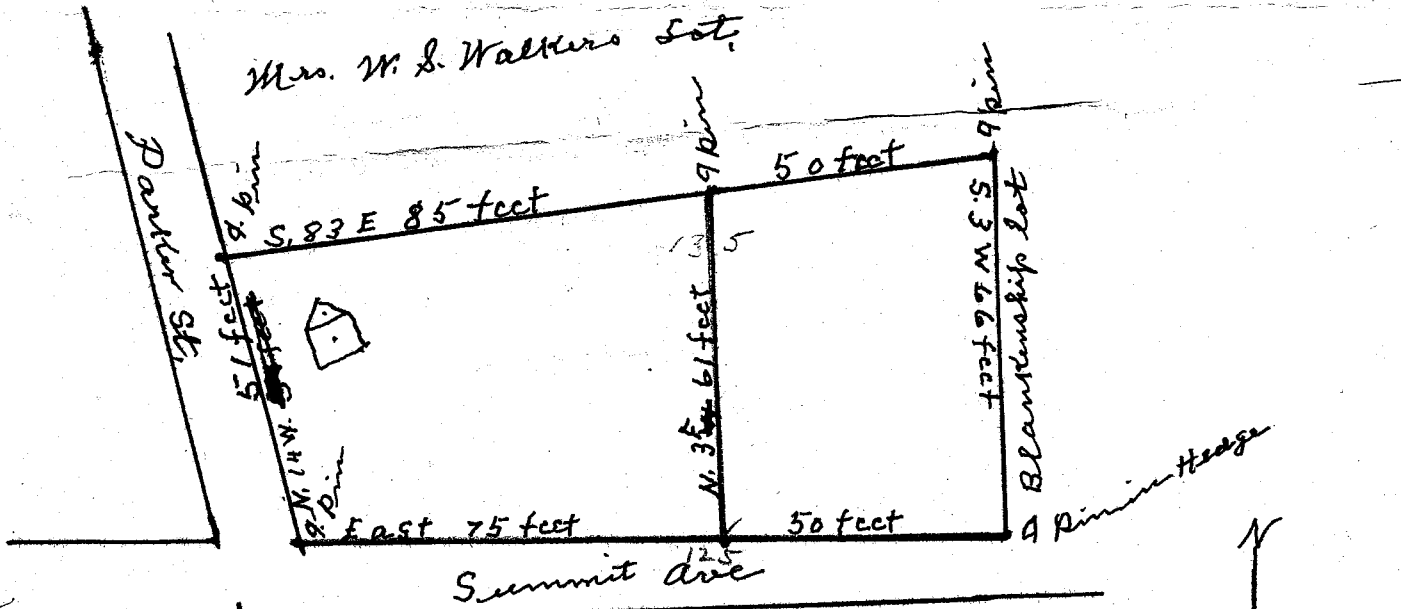 Mrs. W. S. Walkers Lot.
Parker St.
pin
S. 83 E 85 feet
pin
50 feet
pin
135
51 feet
N. 14 W.
pin
N. 3 E 61 feet
S. 3 W 66 feet
Blankenship lot
East 75 feet
50 feet
pin in Hedge
125
Summit Ave
N